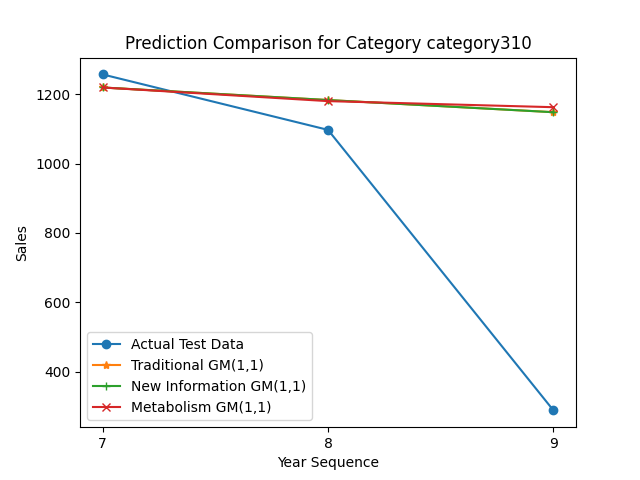 Prediction Comparison for Category category310
1200
1000
800
600
400
Sales
Actual Test Data
Traditional GM(1,1)
New Information GM(1,1)
Metabolism GM(1,1)
7
8
9
Year Sequence